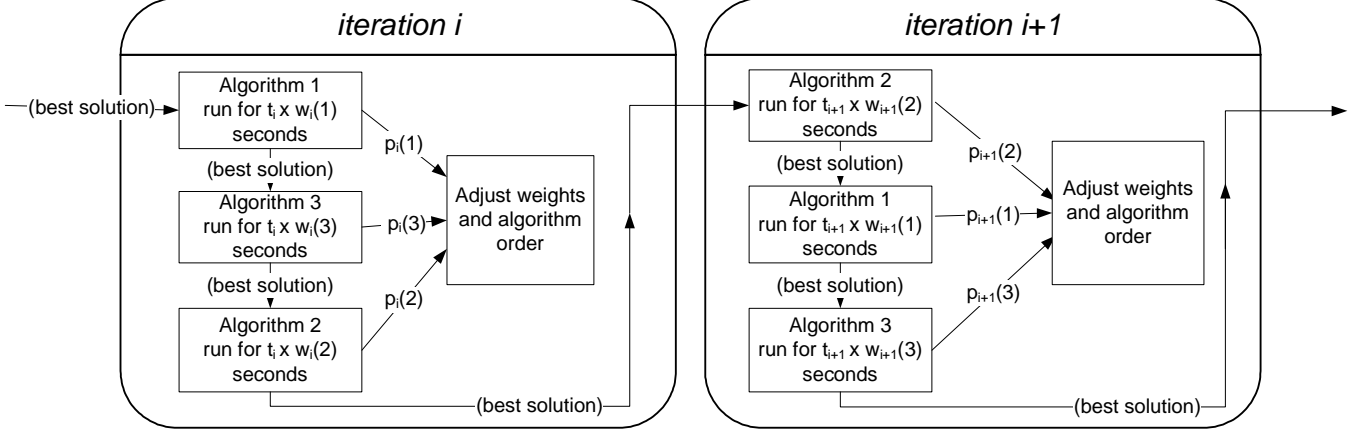 iteration i
(best solution)
Algorithm 1
run for tᵢ x wᵢ(1)
seconds
pᵢ(1)
(best solution)
Algorithm 3
run for tᵢ x wᵢ(3)
seconds
pᵢ(3)
(best solution)
Algorithm 2
run for tᵢ x wᵢ(2)
seconds
pᵢ(2)
Adjust weights
and algorithm
order
(best solution)
iteration i+1
Algorithm 2
run for tᵢ₊₁ x wᵢ₊₁(2)
seconds
pᵢ₊₁(2)
(best solution)
Algorithm 1
run for tᵢ₊₁ x wᵢ₊₁(1)
seconds
pᵢ₊₁(1)
(best solution)
Algorithm 3
run for tᵢ₊₁ x wᵢ₊₁(3)
seconds
pᵢ₊₁(3)
Adjust weights
and algorithm
order
(best solution)